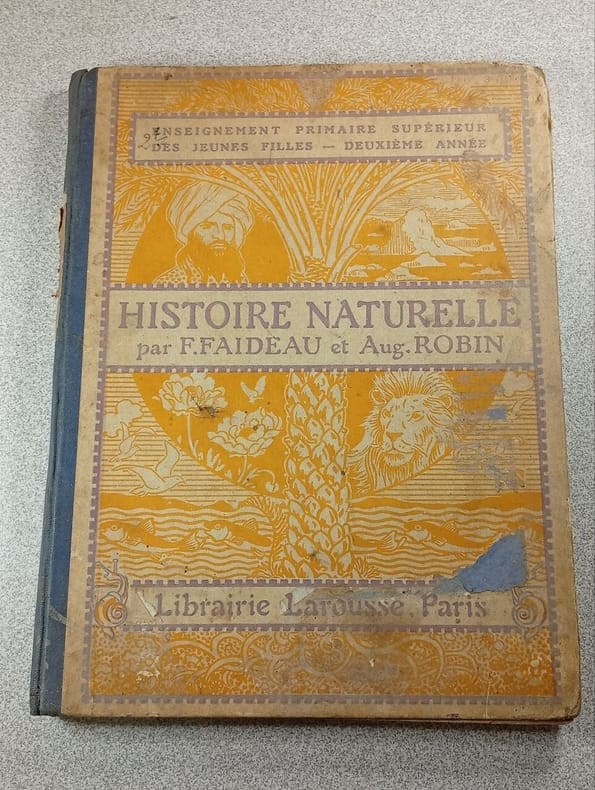 ENSEIGNEMENT PRIMAIRE SUPÉRIEUR
DES JEUNES FILLES — DEUXIÈME ANNÉE
HISTOIRE NATURELLE
par F. FAIDEAU et Aug. ROBIN
Librairie Larousse. Paris